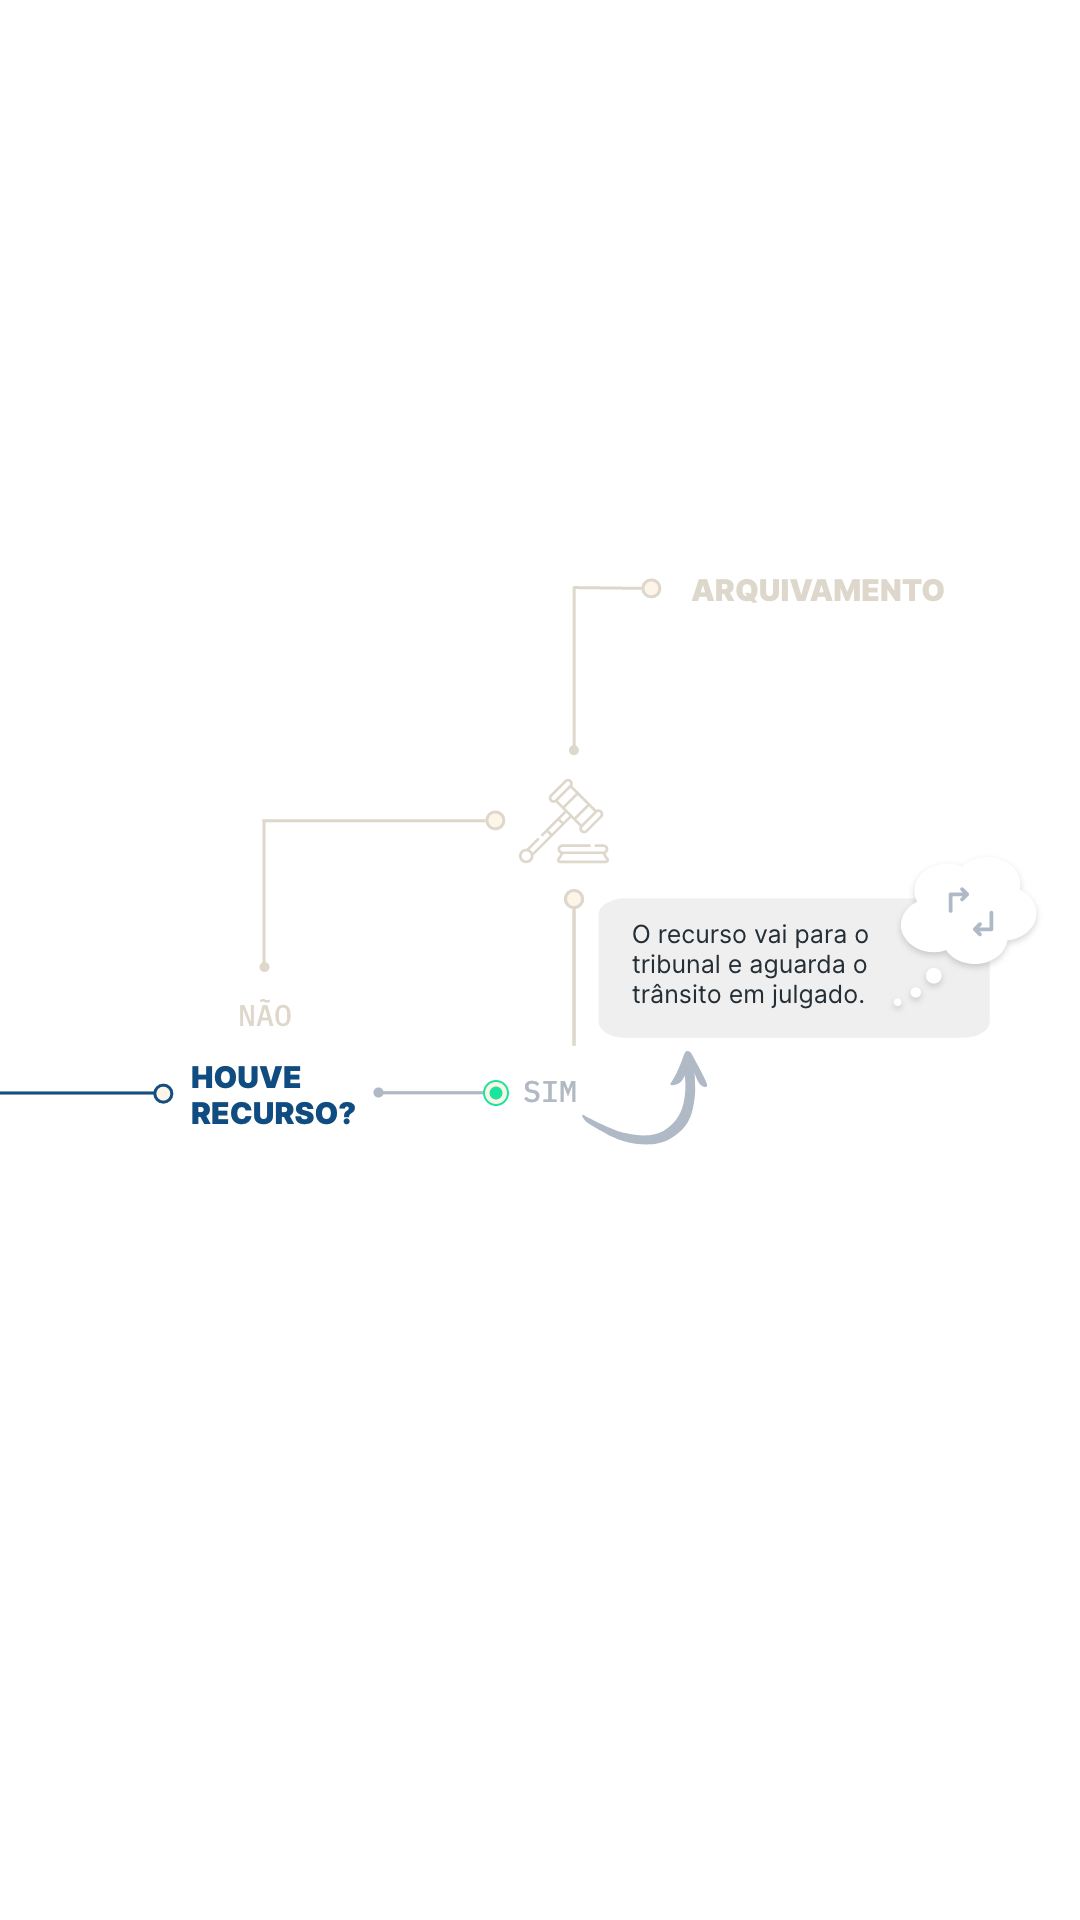 ARQUIVAMENTO
O recurso vai para o
tribunal e aguarda o
trânsito em julgado.
NÃO
HOUVE
RECURSO?
SIM